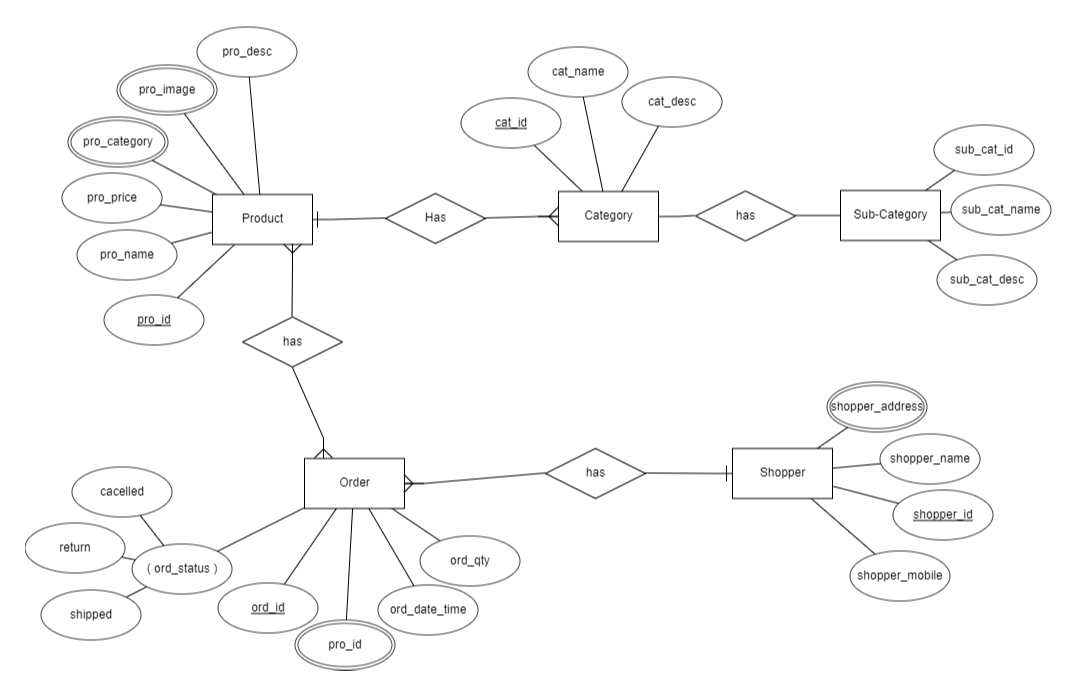 pro_desc
pro_image
cat_name
cat_desc
cat_id
pro_category
sub_cat_id
pro_price
Product
Has
Category
has
Sub-Category
sub_cat_name
pro_name
sub_cat_desc
pro_id
has
shopper_address
shopper_name
Order
has
Shopper
cacelled
shopper_id
return
( ord_status )
ord_qty
shopper_mobile
shipped
ord_id
ord_date_time
pro_id